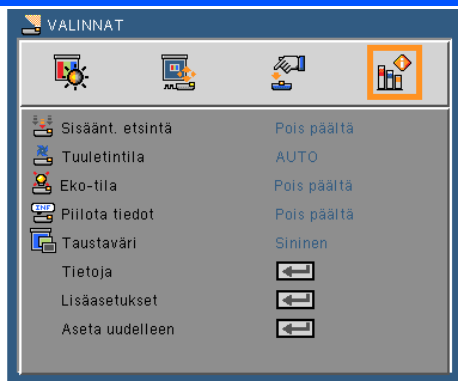 VALINNAT
Sisäänt. etsintä Pois päältä
Tuuletintila AUTO
Eko-tila Pois päältä
INF
Piilota tiedot Pois päältä
Taustaväri Sininen
Tietoja
Lisäasetukset
Aseta uudelleen